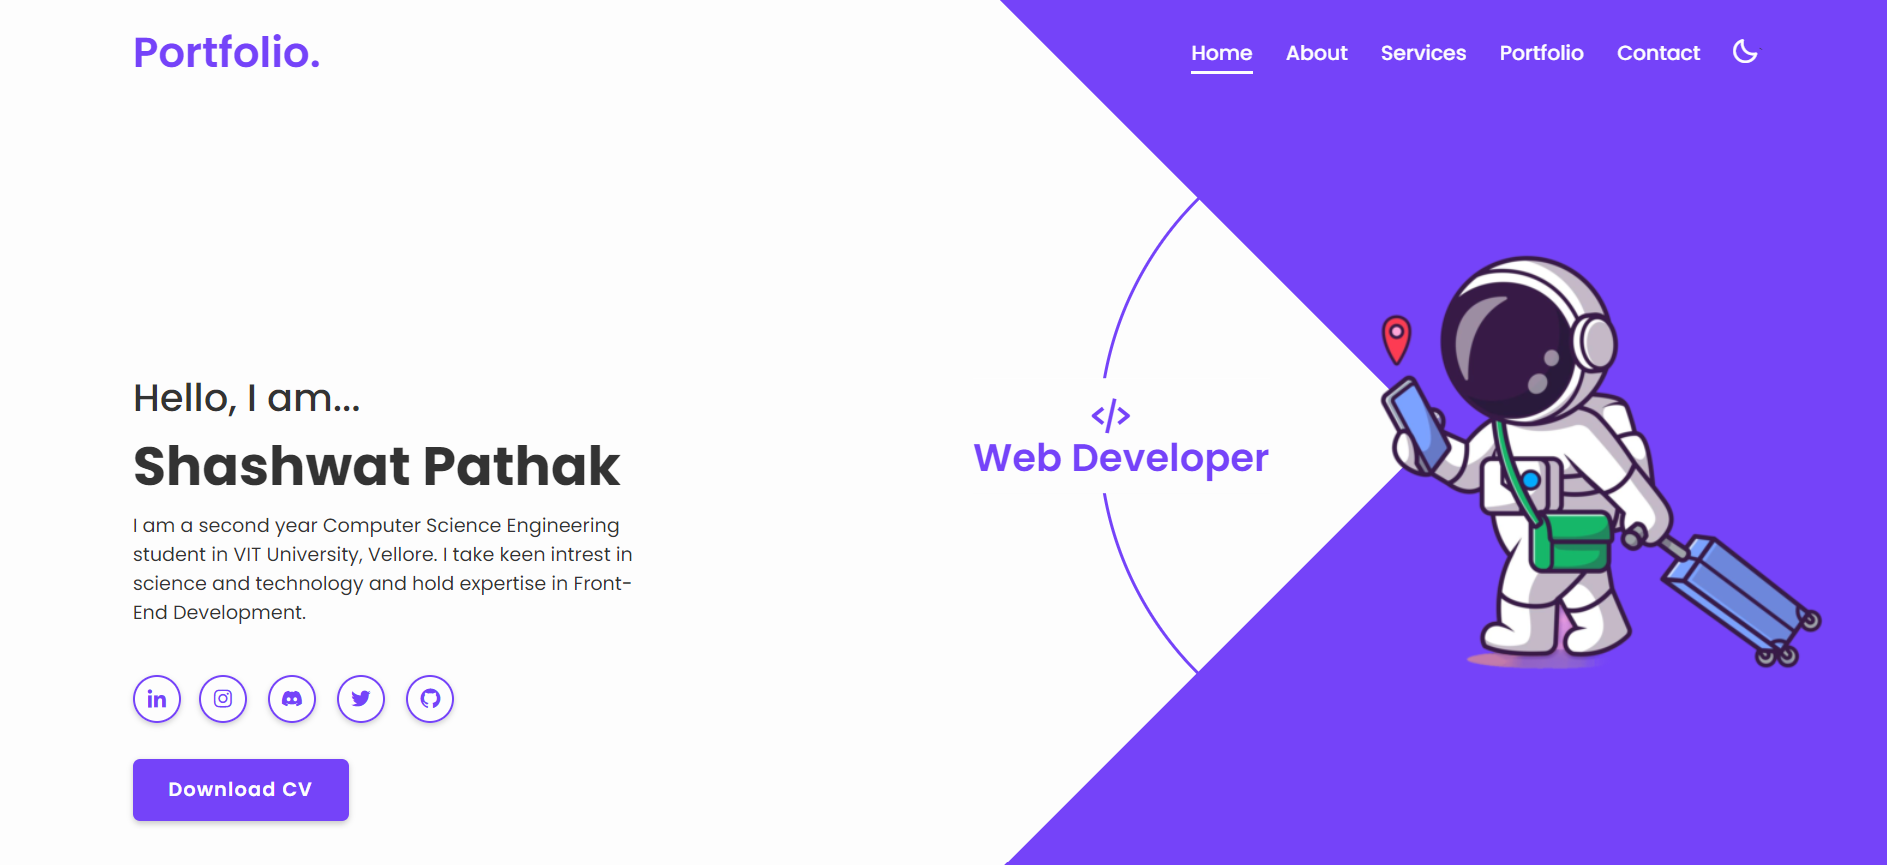 Portfolio.
Home About Services Portfolio Contact
Hello, I am...
Shashwat Pathak
I am a second year Computer Science Engineering
student in VIT University, Vellore. I take keen intrest in
science and technology and hold expertise in Front-
End Development.
Download CV
</>
Web Developer